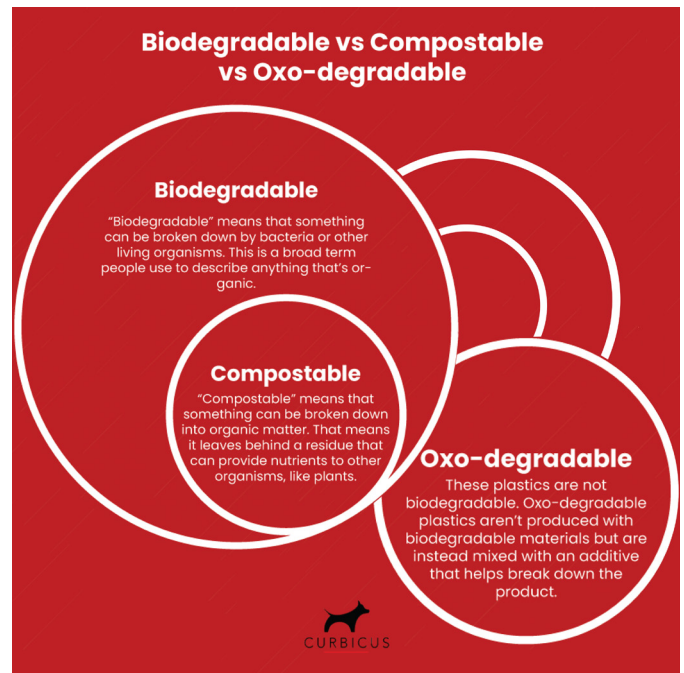 Biodegradable vs Compostable
vs Oxo-degradable
Biodegradable
“Biodegradable” means that something
can be broken down by bacteria or other
living organisms. This is a broad term
people use to describe anything that’s or-
ganic.
Compostable
“Compostable” means that
something can be broken down
into organic matter. That means
it leaves behind a residue that
can provide nutrients to other
organisms, like plants.
Oxo-degradable
These plastics are not
biodegradable. Oxo-degradable
plastics aren’t produced with
biodegradable materials but are
instead mixed with an additive
that helps break down the
product.
CURBICUS